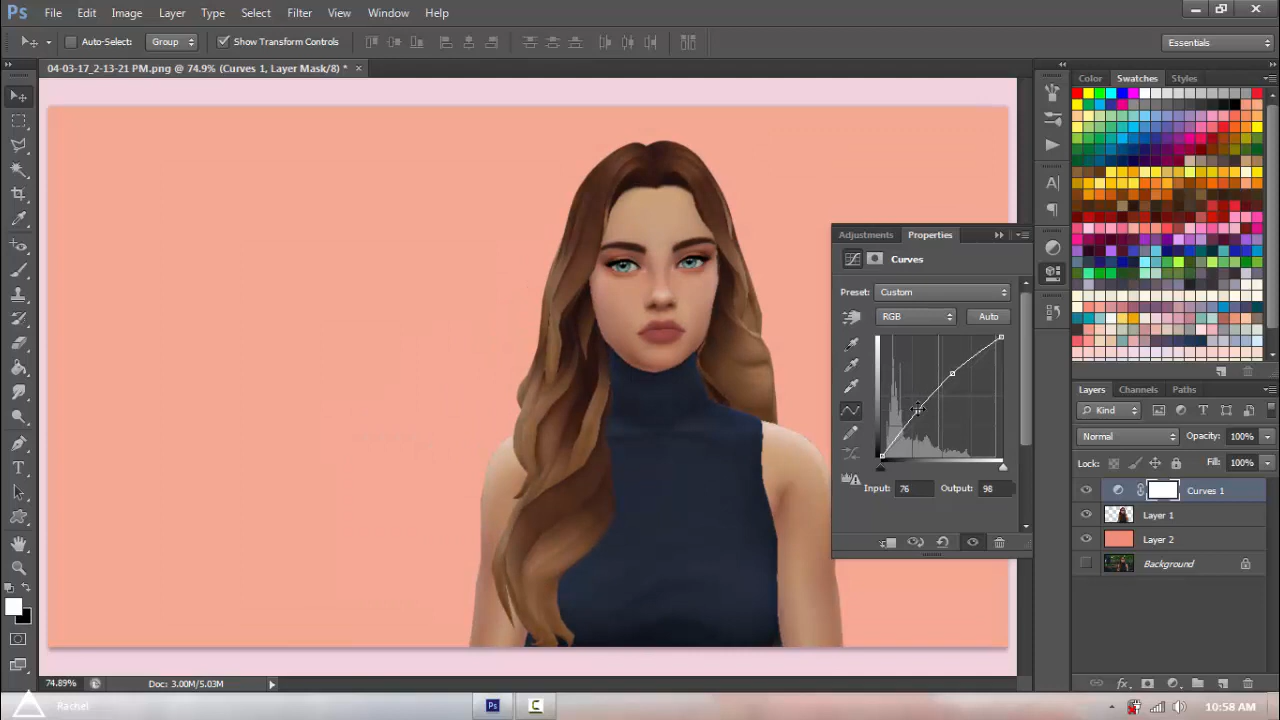 Ps File Edit Image Layer Type Select Filter View Window Help
Auto-Select: Group Show Transform Controls Essentials
04-03-17_2-13-21 PM.png @ 74.9% (Curves 1, Layer Mask/8) * ×
Color Swatches Styles
Adjustments Properties
Curves
Preset: Custom
RGB Auto
Input: 76 Output: 98
Layers Channels Paths
Kind
Normal Opacity: 100%
Lock: Fill: 100%
Curves 1
Layer 1
Layer 2
Background
fx
74.89% Doc: 3.00M/5.03M
Rachel Ps C 10:58 AM